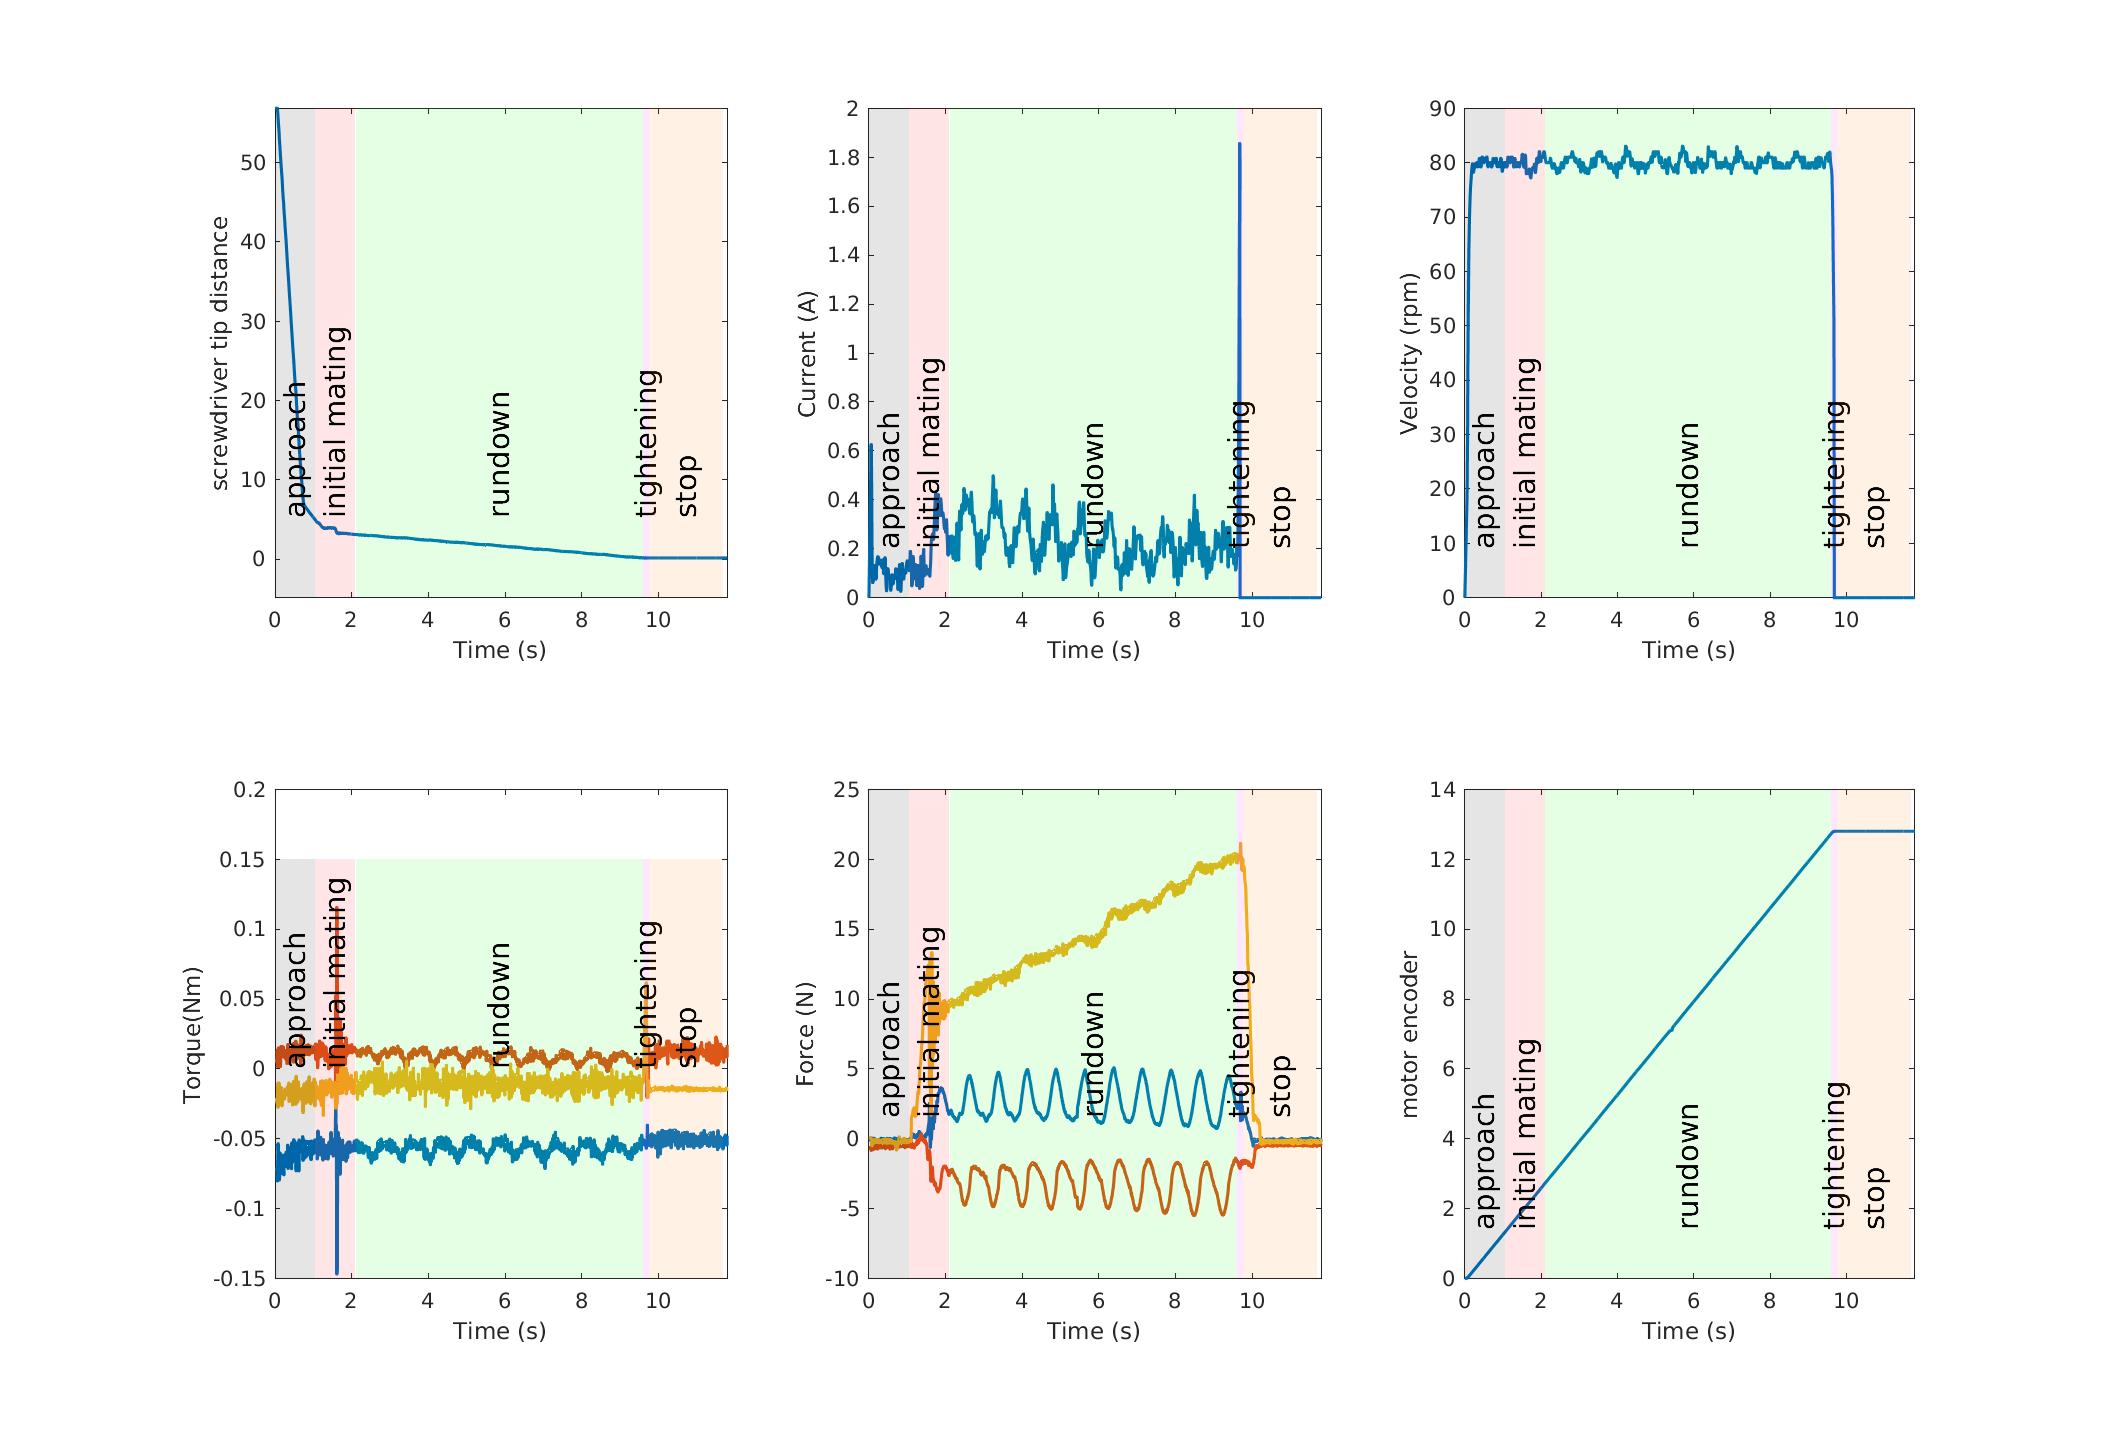 screwdriver tip distance
50
40
30
20
10
0
approach
initial mating
rundown
tightening
stop
0 2 4 6 8 10
Time (s)
Current (A)
2
1.8
1.6
1.4
1.2
1
0.8
0.6
0.4
0.2
0
approach
initial mating
rundown
tightening
stop
0 2 4 6 8 10
Time (s)
Velocity (rpm)
90
80
70
60
50
40
30
20
10
0
approach
initial mating
rundown
tightening
stop
0 2 4 6 8 10
Time (s)
Torque(Nm)
0.2
0.15
0.1
0.05
0
-0.05
-0.1
-0.15
approach
initial mating
rundown
tightening
stop
0 2 4 6 8 10
Time (s)
Force (N)
25
20
15
10
5
0
-5
-10
approach
initial mating
rundown
tightening
stop
0 2 4 6 8 10
Time (s)
motor encoder
14
12
10
8
6
4
2
0
approach
initial mating
rundown
tightening
stop
0 2 4 6 8 10
Time (s)